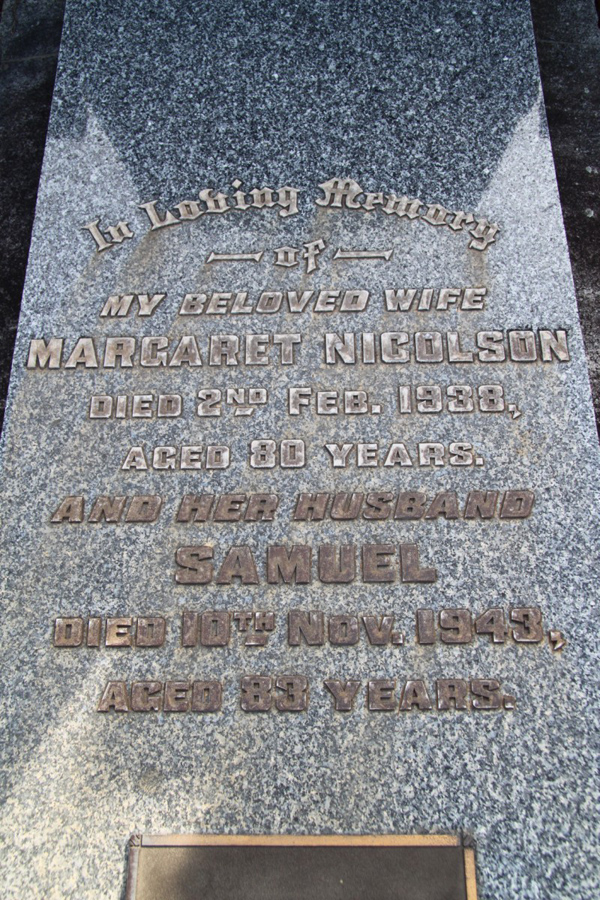 In Loving Memory
of
MY BELOVED WIFE
MARGARET NICOLSON
DIED 2ND FEB. 1938,
AGED 80 YEARS.
AND HER HUSBAND
SAMUEL
DIED 10TH NOV. 1943,
AGED 83 YEARS.